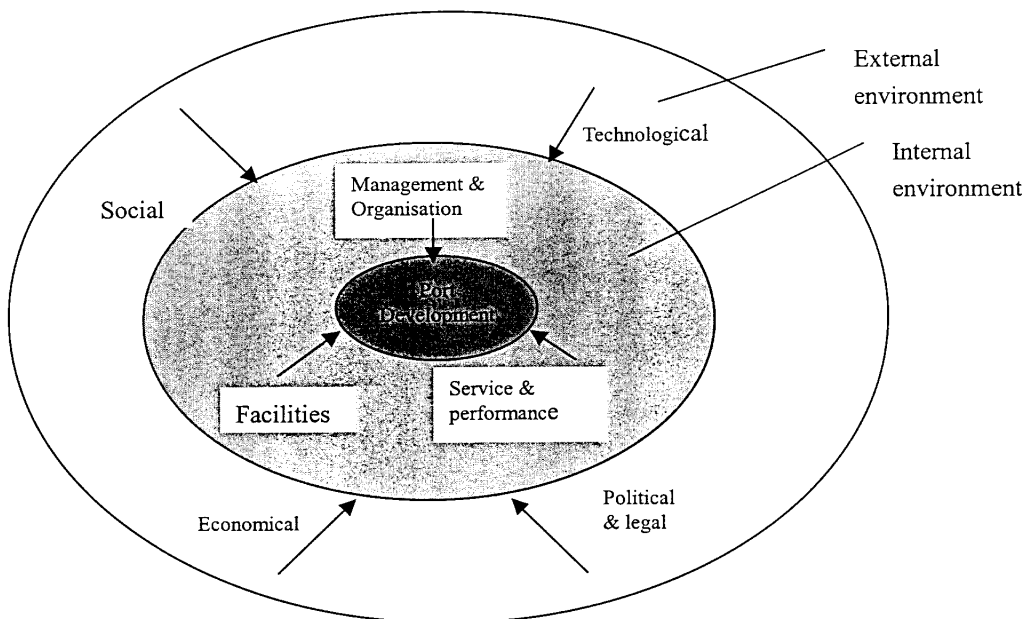 External
environment
Technological
Internal
environment
Management &
Organisation
Social
Port
Development
Service &
performance
Facilities
Political
& legal
Economical